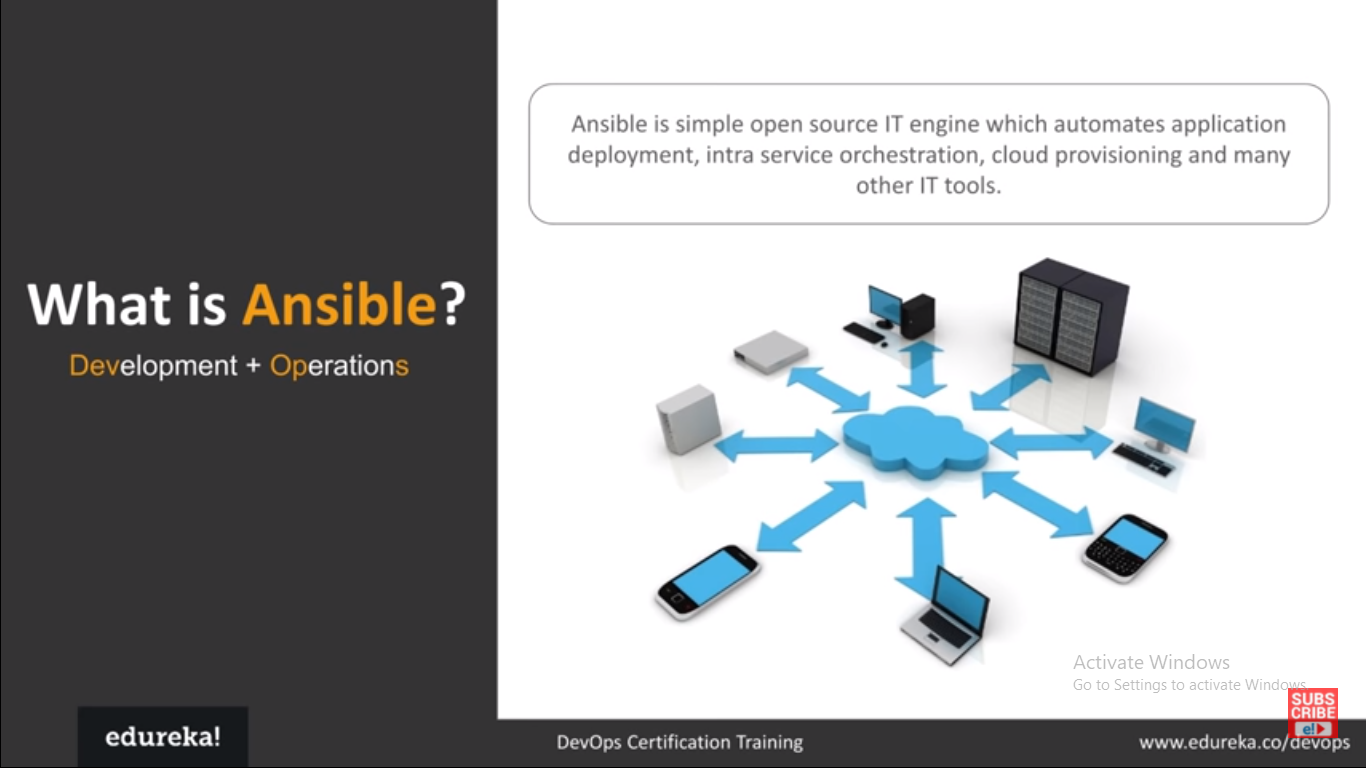 What is Ansible?
Development + Operations
Ansible is simple open source IT engine which automates application
deployment, intra service orchestration, cloud provisioning and many
other IT tools.
Activate Windows
Go to Settings to activate Windows.
SUBS
CRIBE
e!
edureka!
DevOps Certification Training
www.edureka.co/devops